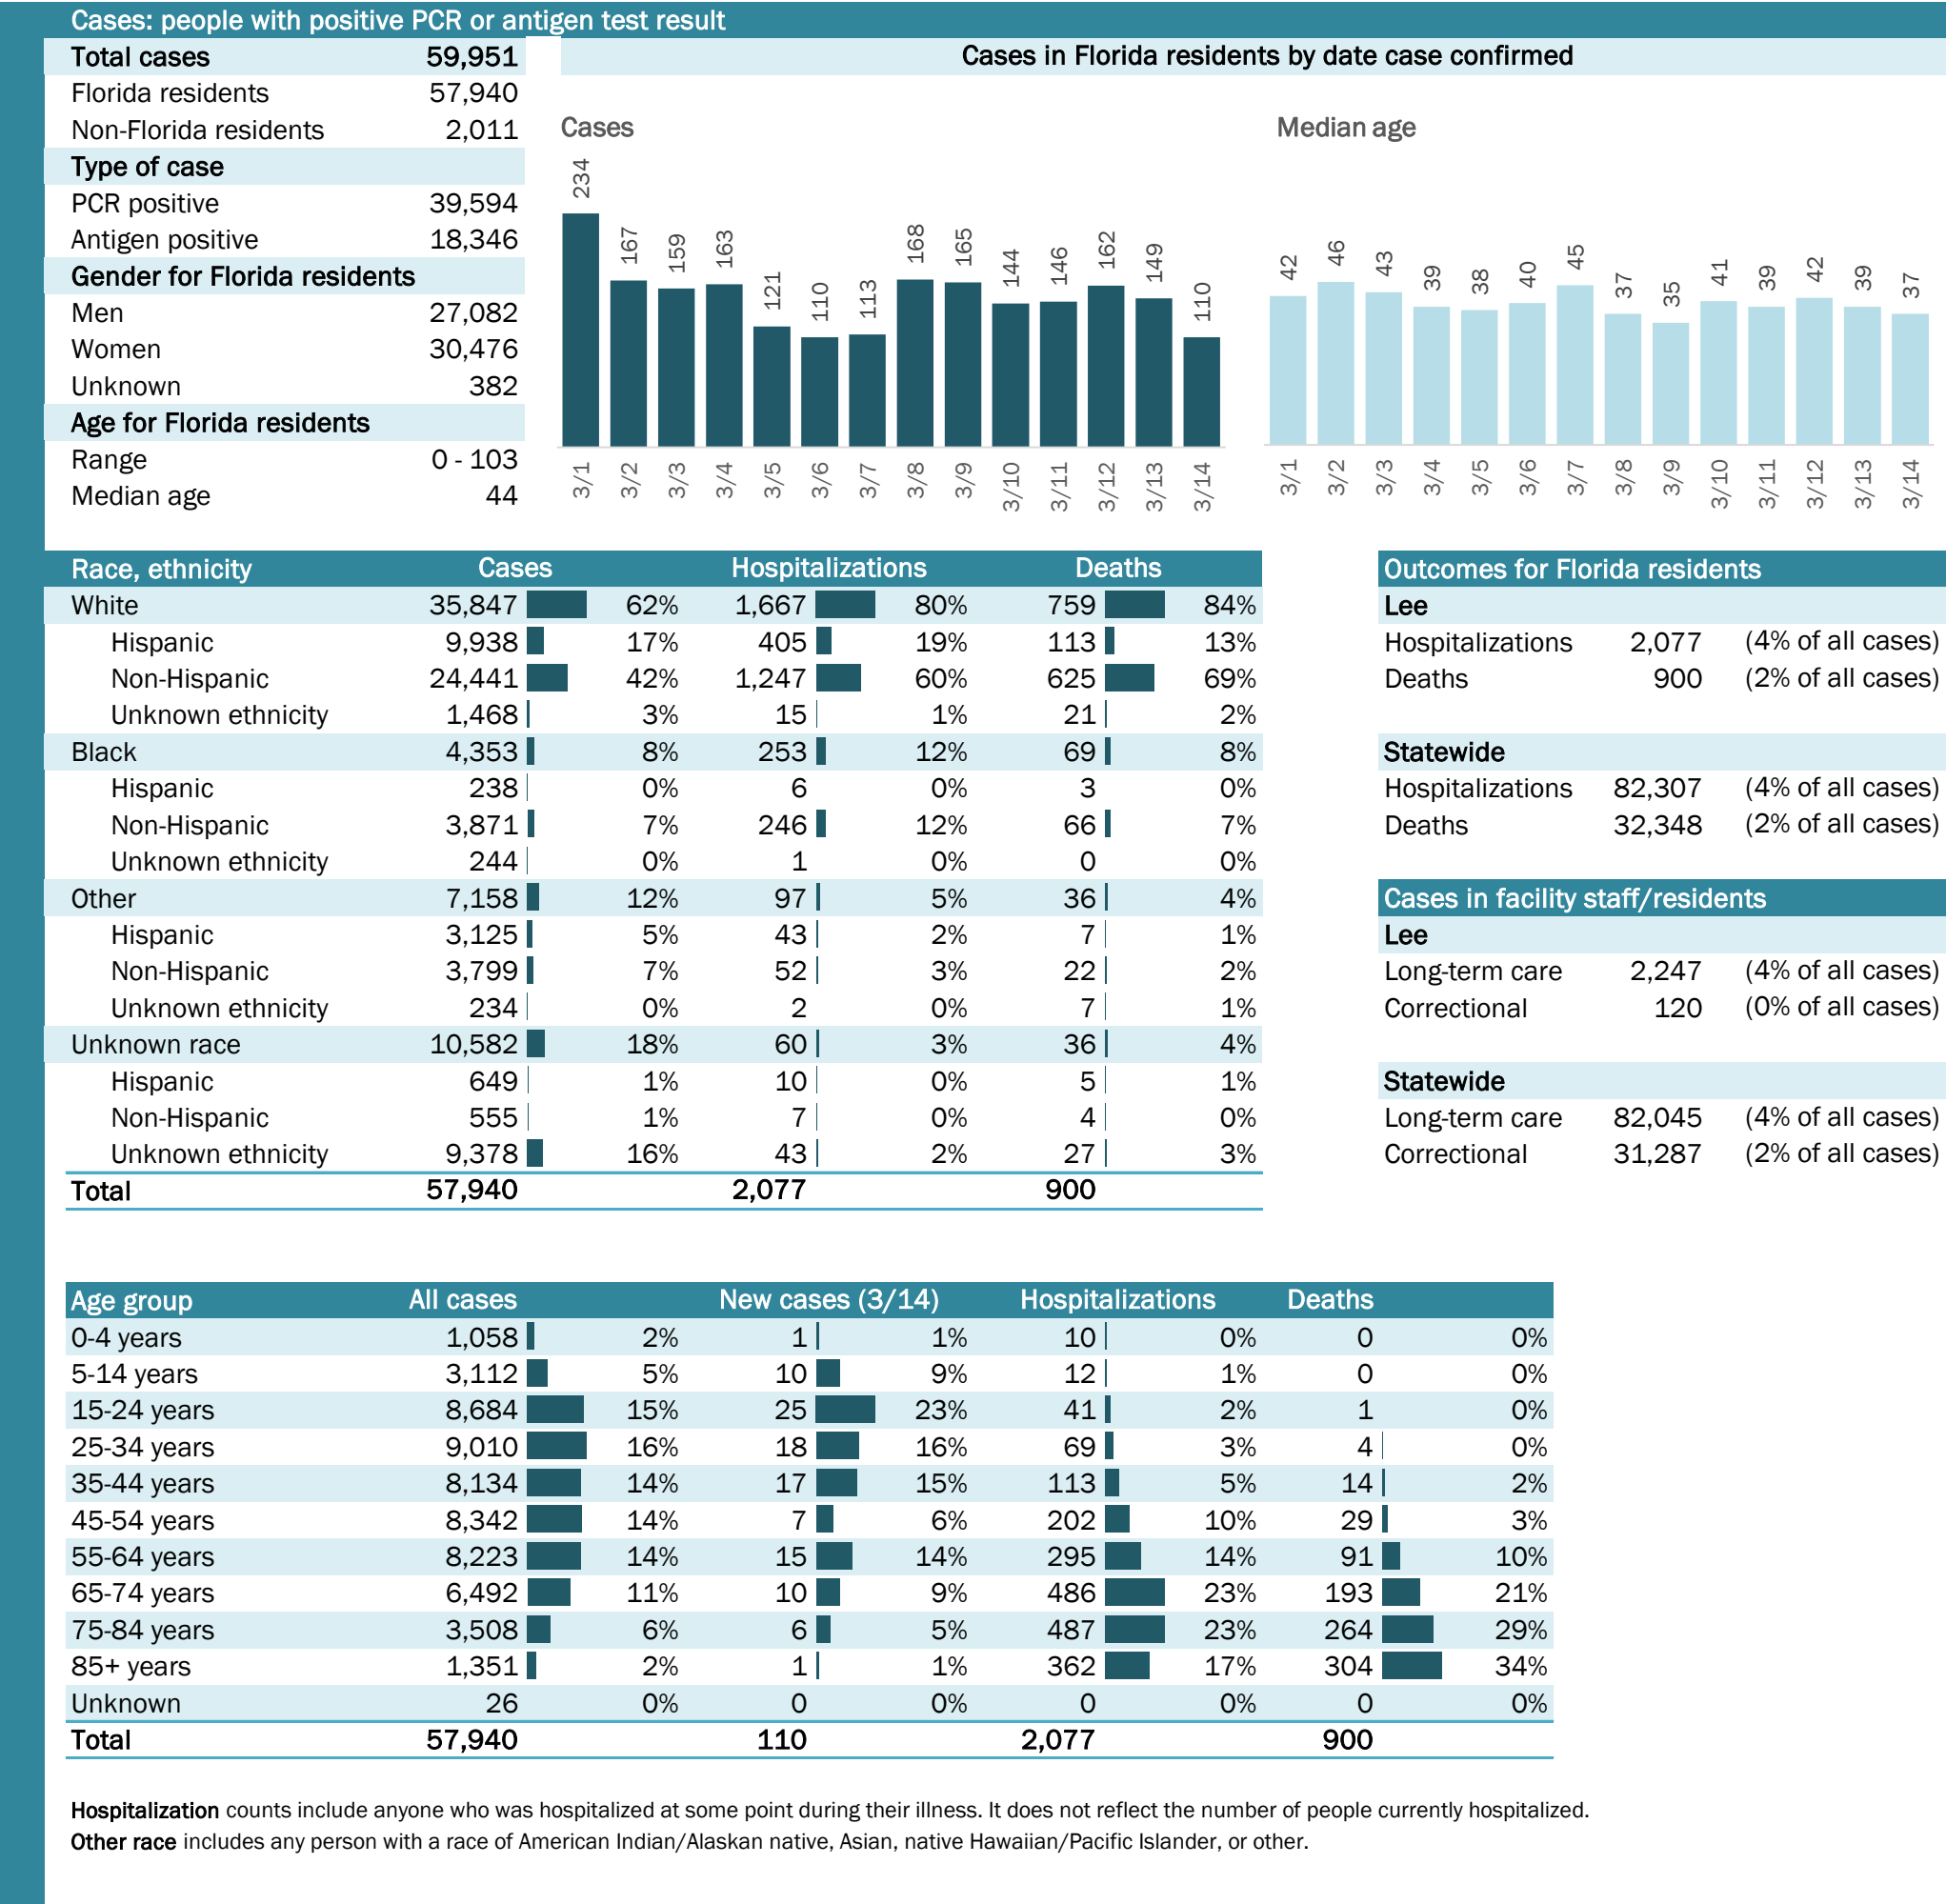 Cases: people with positive PCR or antigen test result
Total cases 59,951
Florida residents 57,940
Non-Florida residents 2,011
Type of case
PCR positive 39,594
Antigen positive 18,346
Gender for Florida residents
Men 27,082
Women 30,476
Unknown 382
Age for Florida residents
Range 0 - 103
Median age 44
Cases in Florida residents by date case confirmed
Cases
234 167 159 163 121 110 113 168 165 144 146 162 149 110
3/1 3/2 3/3 3/4 3/5 3/6 3/7 3/8 3/9 3/10 3/11 3/12 3/13 3/14
Median age
42 46 43 39 38 40 45 37 35 41 39 42 39 37
3/1 3/2 3/3 3/4 3/5 3/6 3/7 3/8 3/9 3/10 3/11 3/12 3/13 3/14
Race, ethnicity Cases Hospitalizations Deaths
White 35,847 62% 1,667 80% 759 84%
Hispanic 9,938 17% 405 19% 113 13%
Non-Hispanic 24,441 42% 1,247 60% 625 69%
Unknown ethnicity 1,468 3% 15 1% 21 2%
Black 4,353 8% 253 12% 69 8%
Hispanic 238 0% 6 0% 3 0%
Non-Hispanic 3,871 7% 246 12% 66 7%
Unknown ethnicity 244 0% 1 0% 0 0%
Other 7,158 12% 97 5% 36 4%
Hispanic 3,125 5% 43 2% 7 1%
Non-Hispanic 3,799 7% 52 3% 22 2%
Unknown ethnicity 234 0% 2 0% 7 1%
Unknown race 10,582 18% 60 3% 36 4%
Hispanic 649 1% 10 0% 5 1%
Non-Hispanic 555 1% 7 0% 4 0%
Unknown ethnicity 9,378 16% 43 2% 27 3%
Total 57,940 2,077 900
Outcomes for Florida residents
Lee
Hospitalizations 2,077 (4% of all cases)
Deaths 900 (2% of all cases)
Statewide
Hospitalizations 82,307 (4% of all cases)
Deaths 32,348 (2% of all cases)
Cases in facility staff/residents
Lee
Long-term care 2,247 (4% of all cases)
Correctional 120 (0% of all cases)
Statewide
Long-term care 82,045 (4% of all cases)
Correctional 31,287 (2% of all cases)
Age group All cases New cases (3/14) Hospitalizations Deaths
0-4 years 1,058 2% 1 1% 10 0% 0 0%
5-14 years 3,112 5% 10 9% 12 1% 0 0%
15-24 years 8,684 15% 25 23% 41 2% 1 0%
25-34 years 9,010 16% 18 16% 69 3% 4 0%
35-44 years 8,134 14% 17 15% 113 5% 14 2%
45-54 years 8,342 14% 7 6% 202 10% 29 3%
55-64 years 8,223 14% 15 14% 295 14% 91 10%
65-74 years 6,492 11% 10 9% 486 23% 193 21%
75-84 years 3,508 6% 6 5% 487 23% 264 29%
85+ years 1,351 2% 1 1% 362 17% 304 34%
Unknown 26 0% 0 0% 0 0% 0 0%
Total 57,940 110 2,077 900
Hospitalization counts include anyone who was hospitalized at some point during their illness. It does not reflect the number of people currently hospitalized.
Other race includes any person with a race of American Indian/Alaskan native, Asian, native Hawaiian/Pacific Islander, or other.